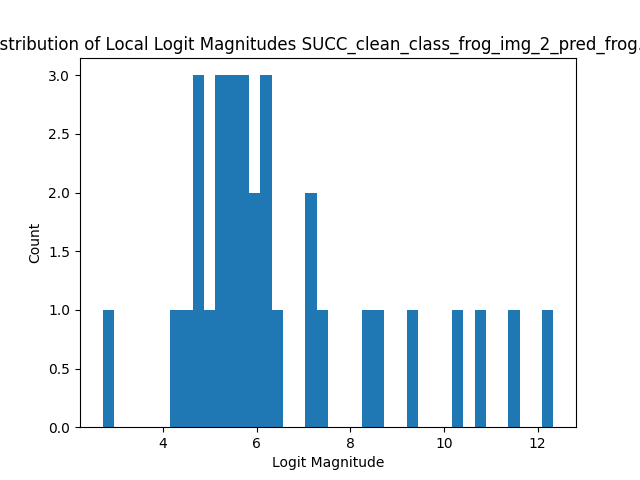 stribution of Local Logit Magnitudes SUCC_clean_class_frog_img_2_pred_frog.
3.0
2.5
2.0
1.5
1.0
0.5
0.0
Count
4 6 8 10 12
Logit Magnitude